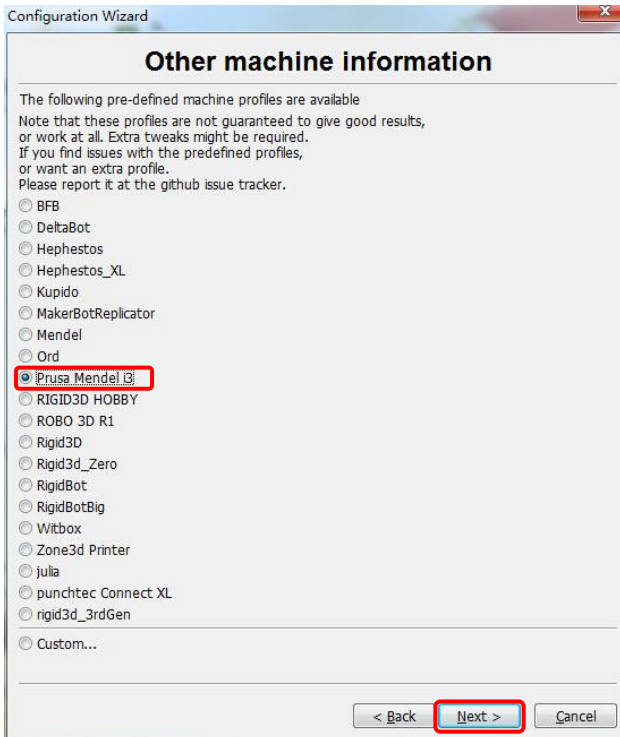 Configuration Wizard
Other machine information
The following pre-defined machine profiles are available
Note that these profiles are not guaranteed to give good results,
or work at all. Extra tweaks might be required.
If you find issues with the predefined profiles,
or want an extra profile.
Please report it at the github issue tracker.
BFB
DeltaBot
Hephestos
Hephestos_XL
Kupido
MakerBotReplicator
Mendel
Ord
Prusa Mendel i3
RIGID3D HOBBY
ROBO 3D R1
Rigid3D
Rigid3d_Zero
RigidBot
RigidBotBig
Witbox
Zone3d Printer
julia
punchtec Connect XL
rigid3d_3rdGen
Custom...
< Back Next > Cancel